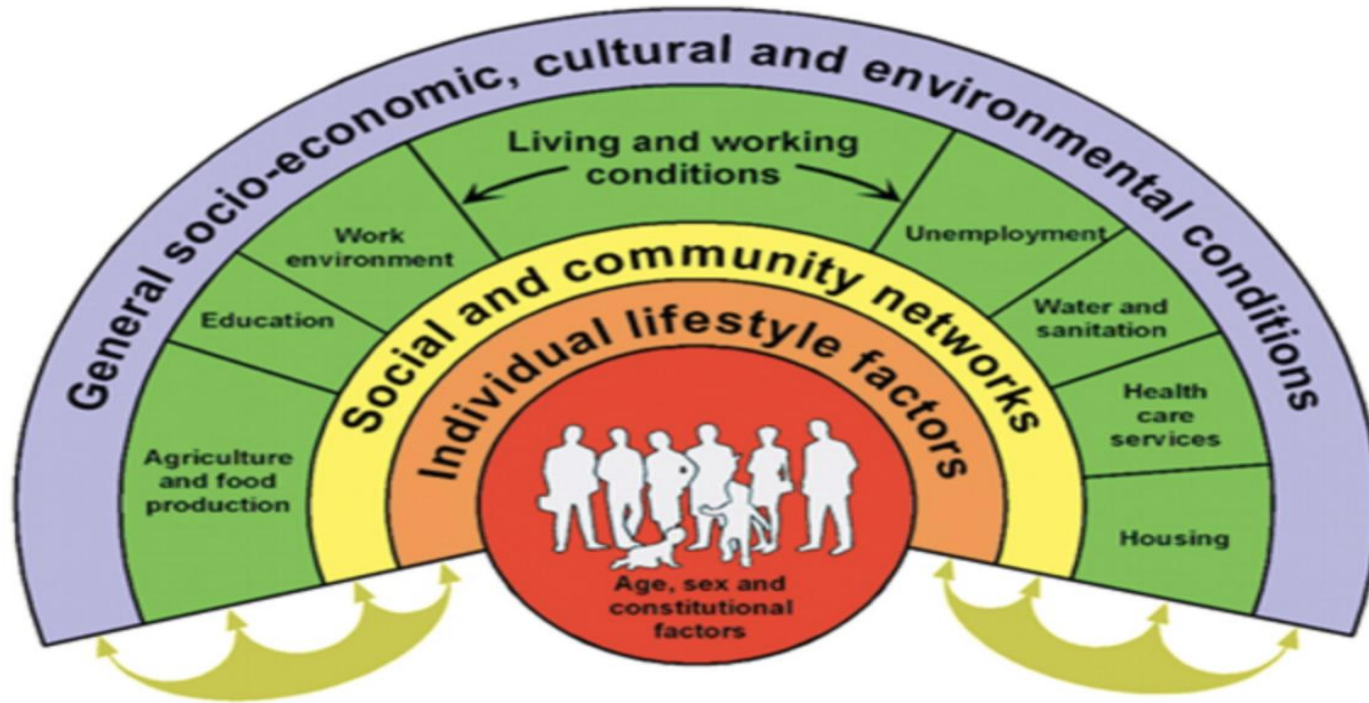 General socio-economic, cultural and environmental conditions
Living and working
conditions
Work
environment
Education
Agriculture
and food
production
Unemployment
Water and
sanitation
Health
care
services
Housing
Social and community networks
Individual lifestyle factors
Age, sex and
constitutional
factors